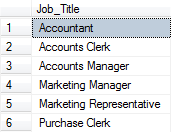 Job_Title
1 Accountant
2 Accounts Clerk
3 Accounts Manager
4 Marketing Manager
5 Marketing Representative
6 Purchase Clerk